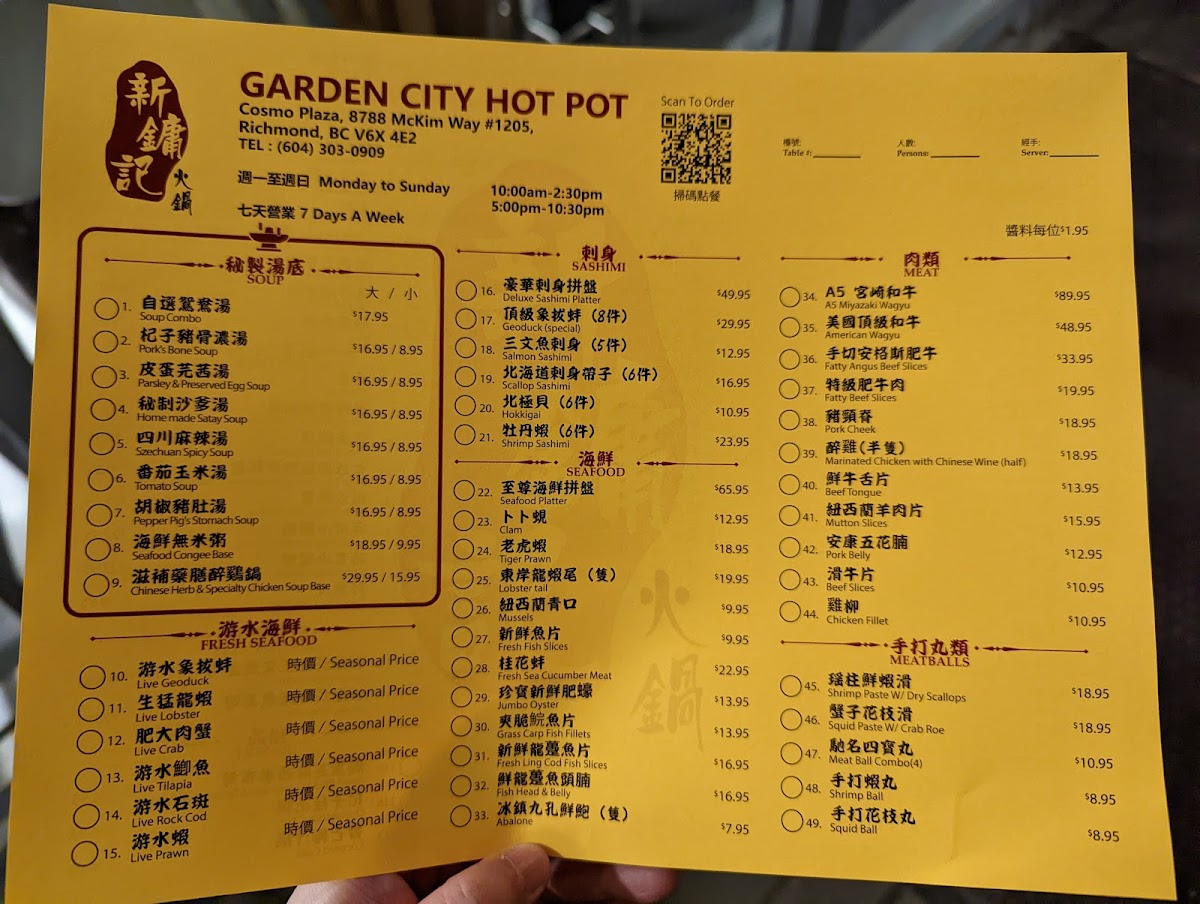 新鏞記
火鍋
GARDEN CITY HOT POT
Cosmo Plaza, 8788 McKim Way #1205,
Richmond, BC V6X 4E2
TEL : (604) 303-0909
週一至週日 Monday to Sunday 10:00am-2:30pm
5:00pm-10:30pm
七天營業 7 Days A Week
Scan To Order
掃碼點餐
檯號:
Table #:
人數:
Persons:
經手:
Server:
醬料每位$1.95
秘製湯底
SOUP
大 / 小
1. 自選鴛鴦湯 $17.95
Soup Combo
2. 杞子豬骨濃湯 $16.95 / 8.95
Pork's Bone Soup
3. 皮蛋芫茜湯 $16.95 / 8.95
Parsley & Preserved Egg Soup
4. 秘制沙爹湯 $16.95 / 8.95
Home made Satay Soup
5. 四川麻辣湯 $16.95 / 8.95
Szechuan Spicy Soup
6. 番茄玉米湯 $16.95 / 8.95
Tomato Soup
7. 胡椒豬肚湯 $16.95 / 8.95
Pepper Pig's Stomach Soup
8. 海鮮無米粥 $18.95 / 9.95
Seafood Congee Base
9. 滋補藥膳醉鷄鍋 $29.95 / 15.95
Chinese Herb & Specialty Chicken Soup Base
游水海鮮
FRESH SEAFOOD
10. 游水象拔蚌 時價 / Seasonal Price
Live Geoduck
11. 生猛龍蝦 時價 / Seasonal Price
Live Lobster
12. 肥大肉蟹 時價 / Seasonal Price
Live Crab
13. 游水鯽魚 時價 / Seasonal Price
Live Tilapia
14. 游水石斑 時價 / Seasonal Price
Live Rock Cod
15. 游水蝦 時價 / Seasonal Price
Live Prawn
刺身
SASHIMI
16. 豪華刺身拼盤 $49.95
Deluxe Sashimi Platter
17. 頂級象拔蚌 (8件) $29.95
Geoduck (special)
18. 三文魚刺身 (5件) $12.95
Salmon Sashimi
19. 北海道刺身帶子 (6件) $16.95
Scallop Sashimi
20. 北極貝 (6件) $10.95
Hokkigai
21. 牡丹蝦 (6件) $23.95
Shrimp Sashimi
海鮮
SEAFOOD
22. 至尊海鮮拼盤 $65.95
Seafood Platter
23. 卜卜蜆 $12.95
Clam
24. 老虎蝦 $18.95
Tiger Prawn
25. 東岸龍蝦尾 (隻) $19.95
Lobster tail
26. 紐西蘭青口 $9.95
Mussels
27. 新鮮魚片 $9.95
Fresh Fish Slices
28. 桂花蚌 $22.95
Fresh Sea Cucumber Meat
29. 珍寶新鮮肥蠔 $13.95
Jumbo Oyster
30. 爽脆鯇魚片 $13.95
Grass Carp Fish Fillets
31. 新鮮龍躉魚片 $16.95
Fresh Ling Cod Fish Slices
32. 鮮龍躉魚頭腩 $16.95
Fish Head & Belly
33. 冰鎮九孔鮮鮑 (隻) $7.95
Abalone
火鍋
肉類
MEAT
34. A5 宮崎和牛 $89.95
A5 Miyazaki Wagyu
35. 美國頂級和牛 $48.95
American Wagyu
36. 手切安格斯肥牛 $33.95
Fatty Angus Beef Slices
37. 特級肥牛肉 $19.95
Fatty Beef Slices
38. 豬頸脊 $18.95
Pork Cheek
39. 醉雞(半隻) $18.95
Marinated Chicken with Chinese Wine (half)
40. 鮮牛舌片 $13.95
Beef Tongue
41. 紐西蘭羊肉片 $15.95
Mutton Slices
42. 安康五花腩 $12.95
Pork Belly
43. 滑牛片 $10.95
Beef Slices
44. 雞柳 $10.95
Chicken Fillet
手打丸類
MEATBALLS
45. 瑤柱鮮蝦滑 $18.95
Shrimp Paste W/ Dry Scallops
46. 蟹子花枝滑 $18.95
Squid Paste W/ Crab Roe
47. 馳名四寶丸 $10.95
Meat Ball Combo(4)
48. 手打蝦丸 $8.95
Shrimp Ball
49. 手打花枝丸 $8.95
Squid Ball